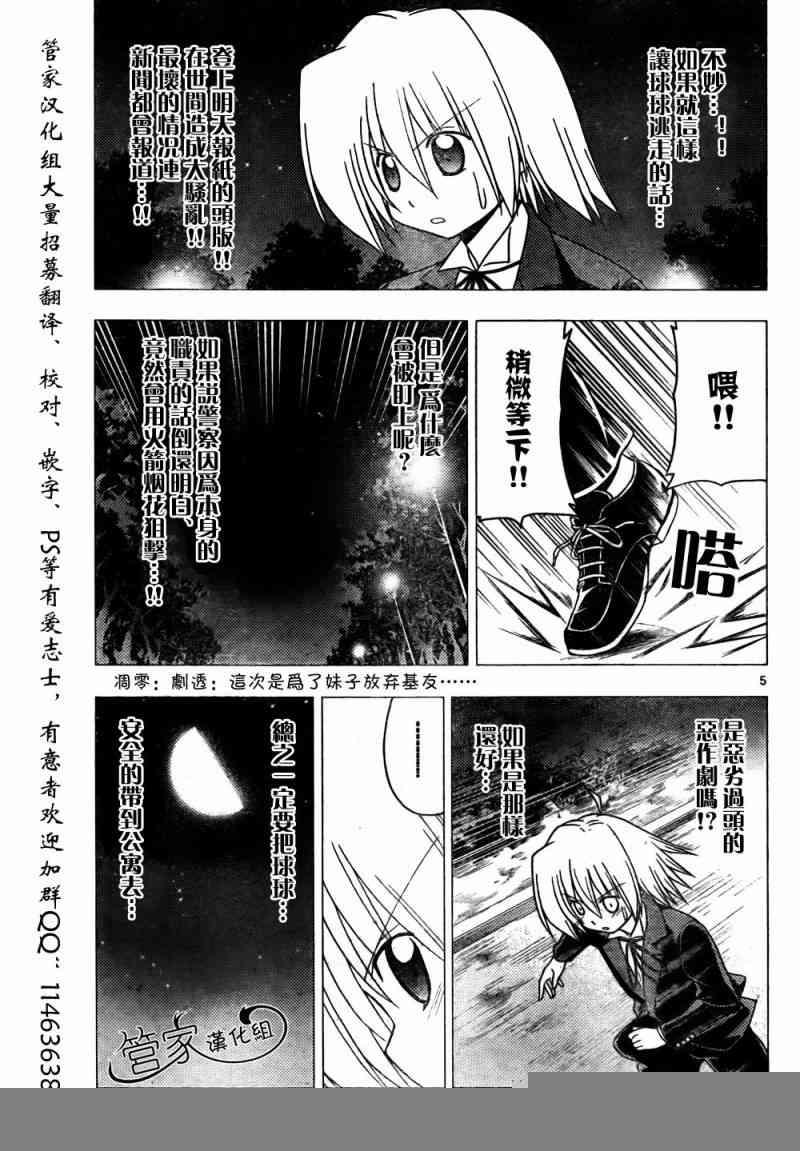 不妙…!!
如果就這樣
讓球球逃走的話…
登上明天報紙的頭版!!
在世間造成大騷亂!!
最壞的情況連
新聞都會報道…!!
喂!!
稍微等一下!!
嗒
但是為什麼
會被盯上呢?
如果說警察因為本身的
職責的話倒還明白、
竟然會用火箭烟花狙擊…!!
5
凋零：劇透：這次是爲了妹子放弃基友……
是惡劣過頭的
惡作劇嗎!?
如果是那樣
還好…
…………
總之一定要把球球…
安全的帶到公寓去…
管家漢化組
管家汉化组大量招募翻译、校对、嵌字、PS等有爱志士，有意者欢迎加群QQ：11463638